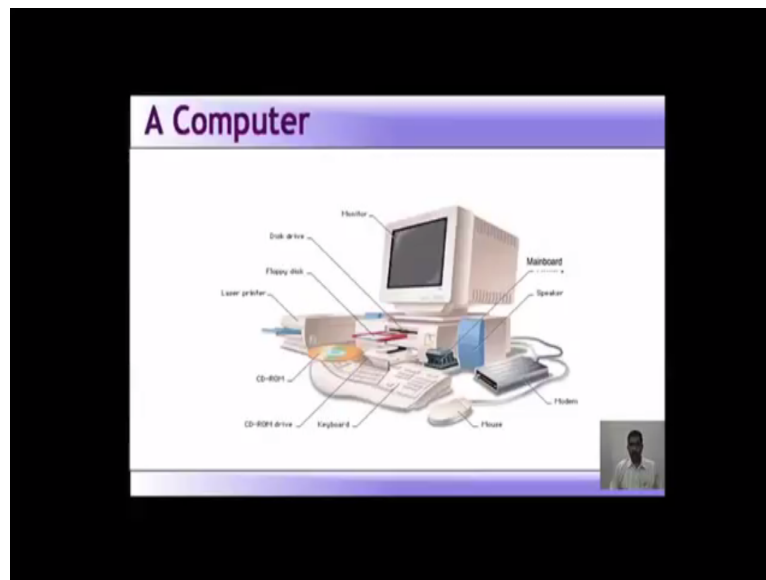 A Computer
Monitor
Disk drive
Mainboard
Floppy disk
Laser printer
Speaker
CD-ROM
Modem
CD-ROM drive
Keyboard
Mouse